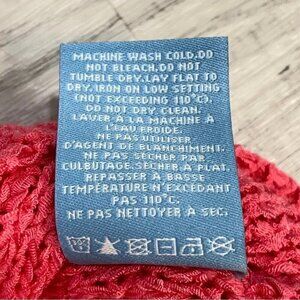 MACHINE WASH COLD.DO
NOT BLEACH.DO NOT
TUMBLE DRY.LAY FLAT TO
DRY.IRON ON LOW SETTING
(NOT EXCEEDING 110°C).
DO NOT DRY CLEAN.
LAVER À LA MACHINE À
L'EAU FROIDE.
NE PAS UTILISER
D'AGENT DE BLANCHIMENT.
NE PAS SÉCHER PAR
CULBUTAGE.SÉCHER À PLAT.
REPASSER À BASSE
TEMPÉRATURE N'EXCÉDANT
PAS 110°C.
NE PAS NETTOYER À SEC.